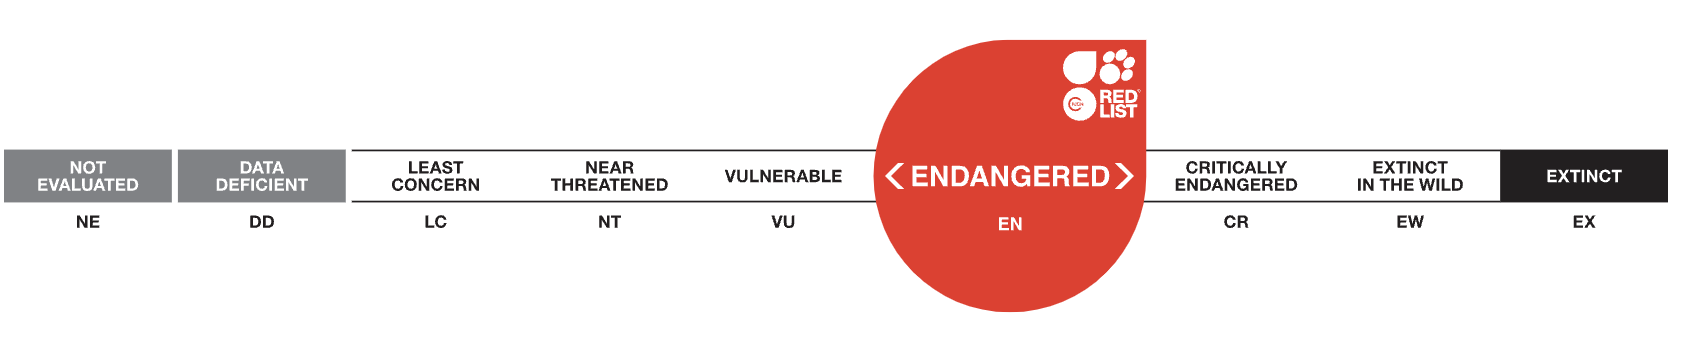 RED
LIST
NOT
EVALUATED
DATA
DEFICIENT
LEAST
CONCERN
NEAR
THREATENED
VULNERABLE
<ENDANGERED>
CRITICALLY
ENDANGERED
EXTINCT
IN THE WILD
EXTINCT
NE
DD
LC
NT
VU
EN
CR
EW
EX